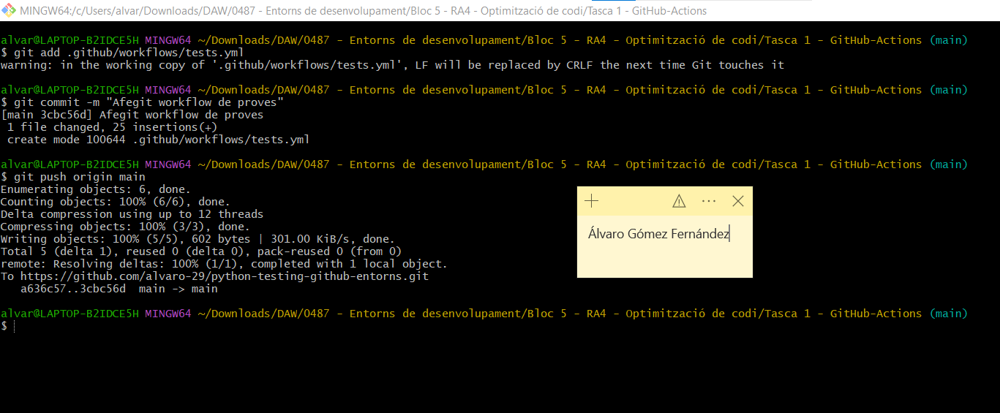 MINGW64:/c/Users/alvar/Downloads/DAW/0487 - Entorns de desenvolupament/Bloc 5 - RA4 - Optimització de codi/Tasca 1 - GitHub-Actions
alvar@LAPTOP-B2IDCE5H MINGW64 ~/Downloads/DAW/0487 - Entorns de desenvolupament/Bloc 5 - RA4 - Optimització de codi/Tasca 1 - GitHub-Actions (main)
$ git add .github/workflows/tests.yml
warning: in the working copy of '.github/workflows/tests.yml', LF will be replaced by CRLF the next time Git touches it
alvar@LAPTOP-B2IDCE5H MINGW64 ~/Downloads/DAW/0487 - Entorns de desenvolupament/Bloc 5 - RA4 - Optimització de codi/Tasca 1 - GitHub-Actions (main)
$ git commit -m "Afegit workflow de proves"
[main 3cbc56d] Afegit workflow de proves
 1 file changed, 25 insertions(+)
 create mode 100644 .github/workflows/tests.yml
alvar@LAPTOP-B2IDCE5H MINGW64 ~/Downloads/DAW/0487 - Entorns de desenvolupament/Bloc 5 - RA4 - Optimització de codi/Tasca 1 - GitHub-Actions (main)
$ git push origin main
Enumerating objects: 6, done.
Counting objects: 100% (6/6), done.
Delta compression using up to 12 threads
Compressing objects: 100% (3/3), done.
Writing objects: 100% (5/5), 602 bytes | 301.00 KiB/s, done.
Total 5 (delta 1), reused 0 (delta 0), pack-reused 0 (from 0)
remote: Resolving deltas: 100% (1/1), completed with 1 local object.
To https://github.com/alvaro-29/python-testing-github-entorns.git
   a636c57..3cbc56d  main -> main
alvar@LAPTOP-B2IDCE5H MINGW64 ~/Downloads/DAW/0487 - Entorns de desenvolupament/Bloc 5 - RA4 - Optimització de codi/Tasca 1 - GitHub-Actions (main)
$
Álvaro Gómez Fernández